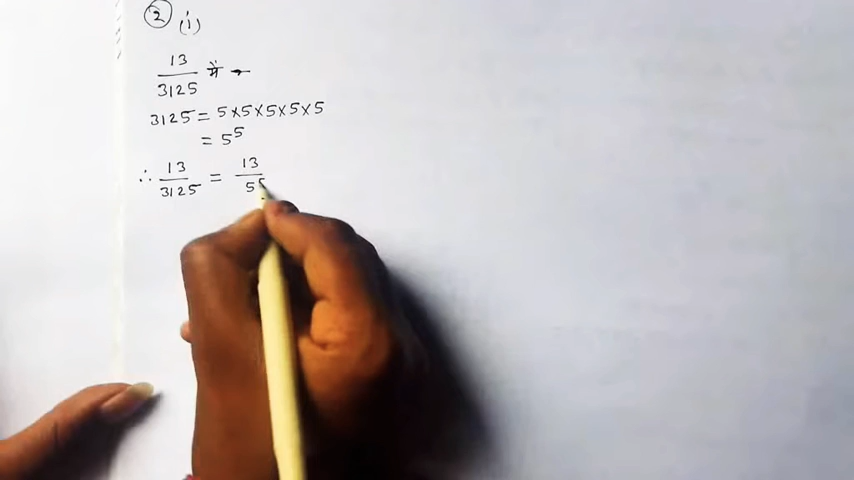 2 (i)
13/3125 में -
3125 = 5×5×5×5×5
= 5⁵
∴ 13/3125 = 13/5⁵